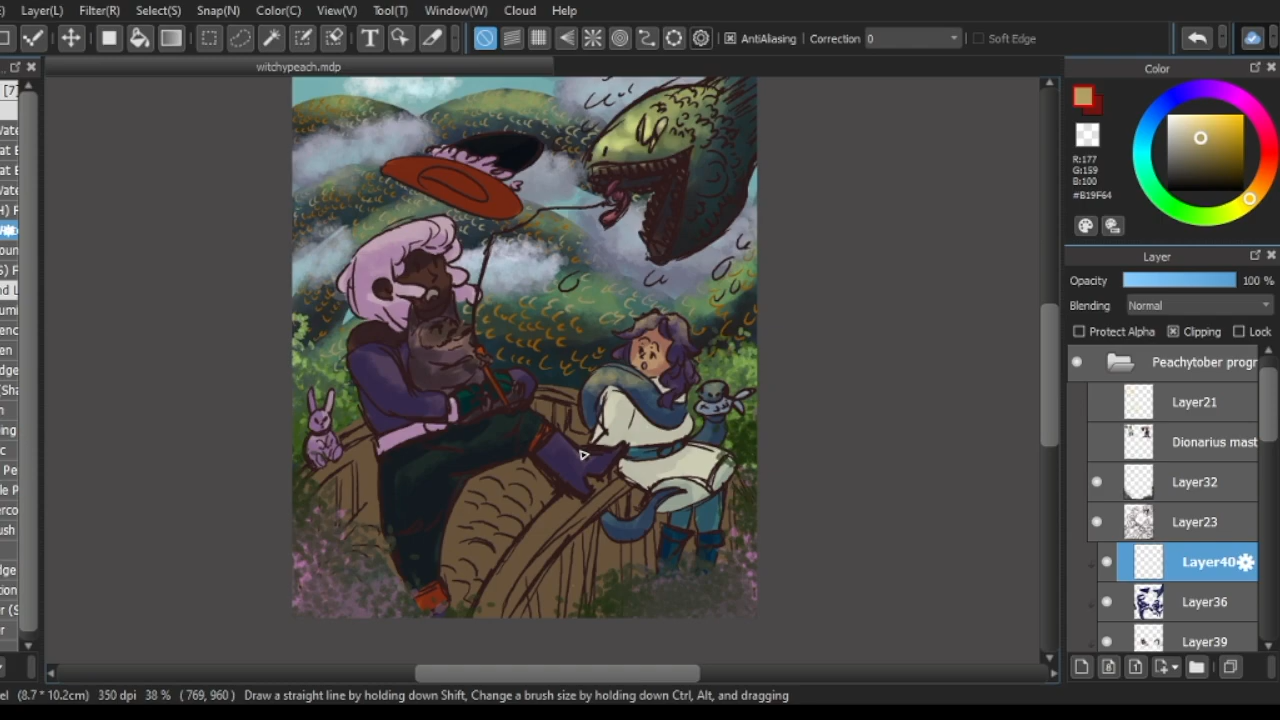 Layer(L) Filter(R) Select(S) Snap(N) Color(C) View(V) Tool(T) Window(W) Cloud Help
T AntiAliasing Correction 0 Soft Edge
witchypeach.mdp
Color
[7]
R:177
G:159
B:100
#B19F64
Layer
Opacity 100 %
Blending Normal
Protect Alpha Clipping Lock
Peachytober progr
Layer21
Dionarius mast
Layer32
Layer23
Layer40
Layer36
Layer39
(8.7 * 10.2cm) 350 dpi 38 % ( 769, 960 ) Draw a straight line by holding down Shift, Change a brush size by holding down Ctrl, Alt, and dragging